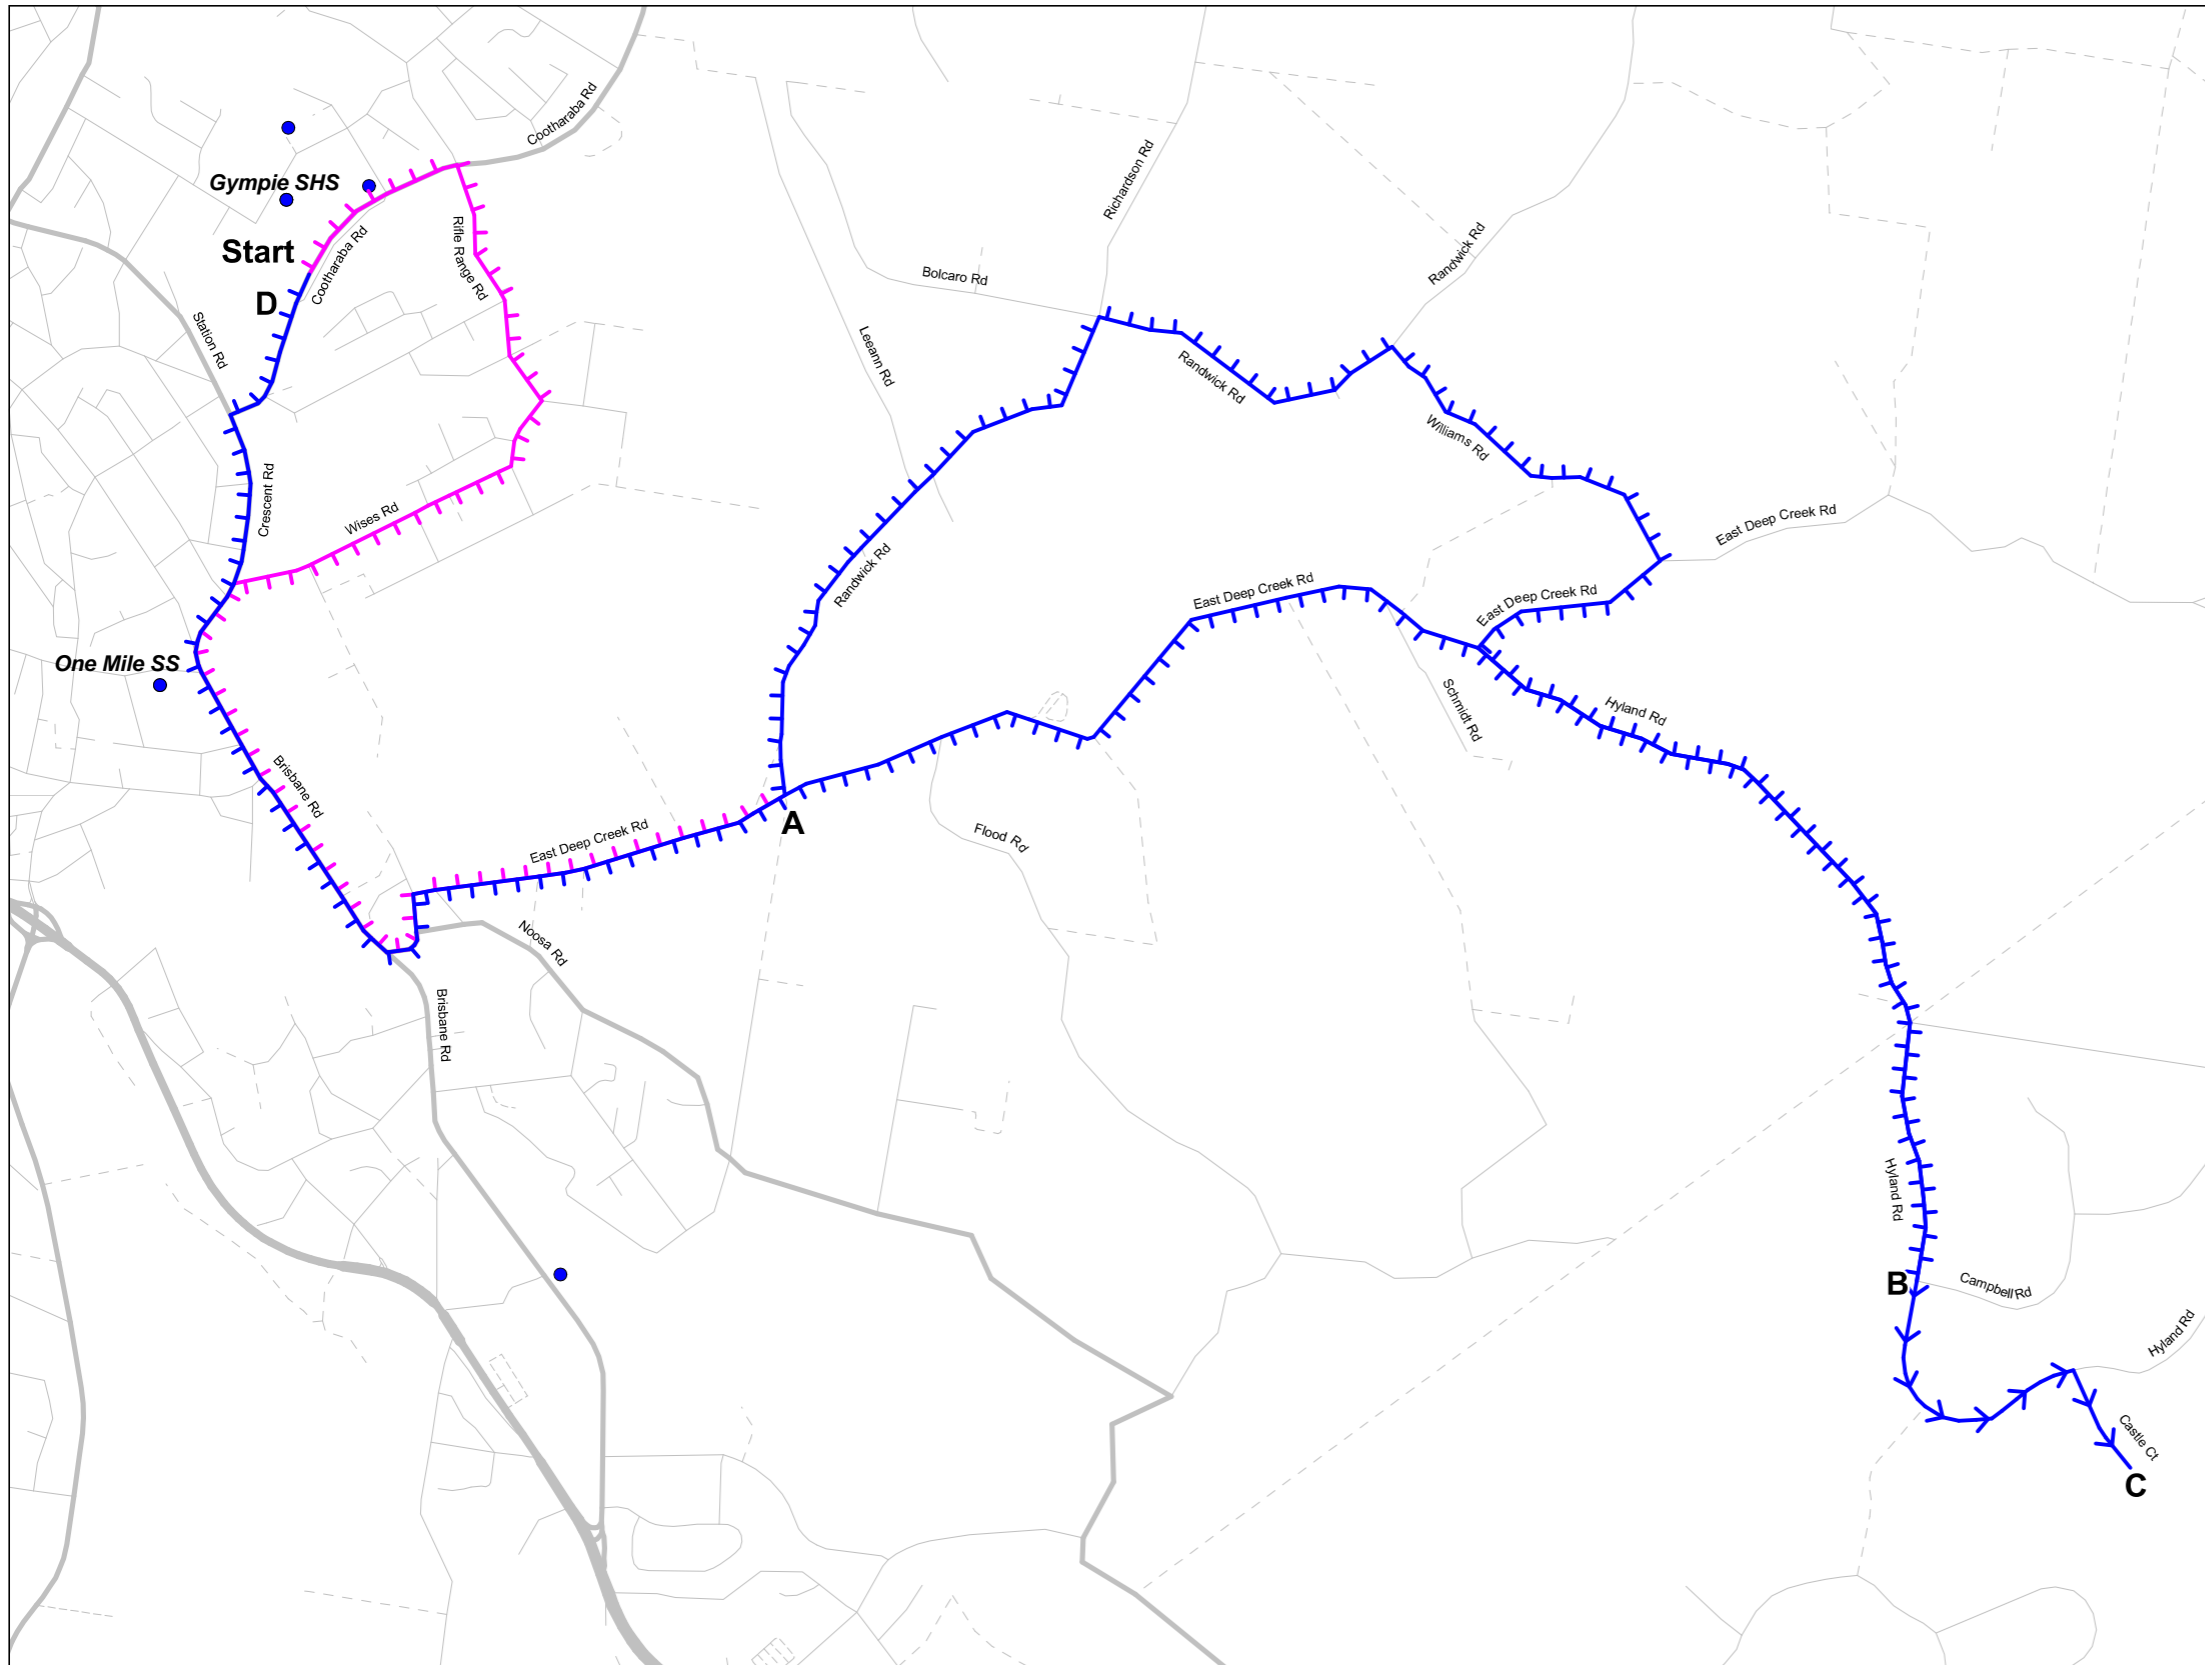 Cootharaba Rd
Gympie SHS
Richardson Rd
Start
Cootharaba Rd
Rifle Range Rd
Randwick Rd
Bolcaro Rd
D
Station Rd
Leeann Rd
Randwick Rd
Williams Rd
Crescent Rd
Wises Rd
East Deep Creek Rd
Randwick Rd
East Deep Creek Rd
East Deep Creek Rd
One Mile SS
Schmidt Rd
Hyland Rd
Brisbane Rd
A
East Deep Creek Rd
Flood Rd
Noosa Rd
Brisbane Rd
Hyland Rd
B
Campbell Rd
Hyland Rd
Castle Ct
C